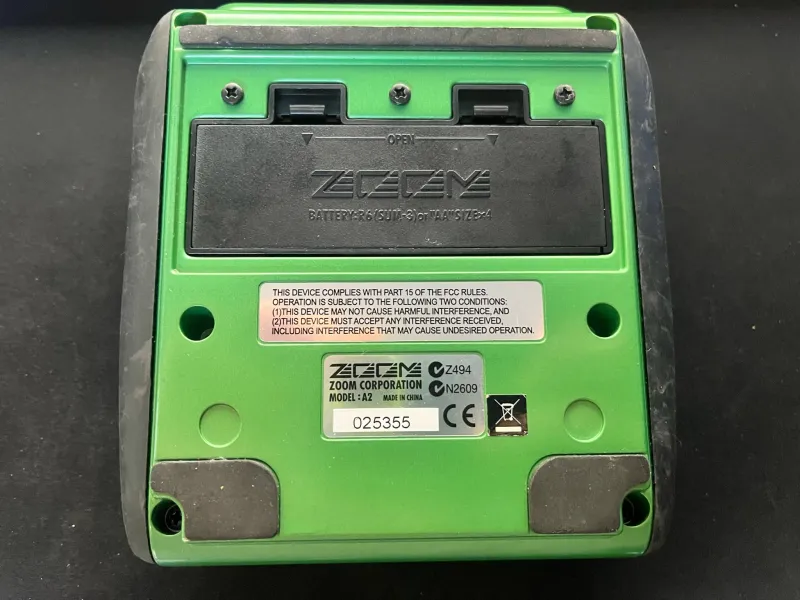 OPEN
ZOOM
BATTERY:R6(SUM-3)or"AA"SIZE×4
THIS DEVICE COMPLIES WITH PART 15 OF THE FCC RULES.
OPERATION IS SUBJECT TO THE FOLLOWING TWO CONDITIONS:
(1)THIS DEVICE MAY NOT CAUSE HARMFUL INTERFERENCE, AND
(2)THIS DEVICE MUST ACCEPT ANY INTERFERENCE RECEIVED,
INCLUDING INTERFERENCE THAT MAY CAUSE UNDESIRED OPERATION.
ZOOM Z494
ZOOM CORPORATION N2609
MODEL : A2 MADE IN CHINA
025355 CE